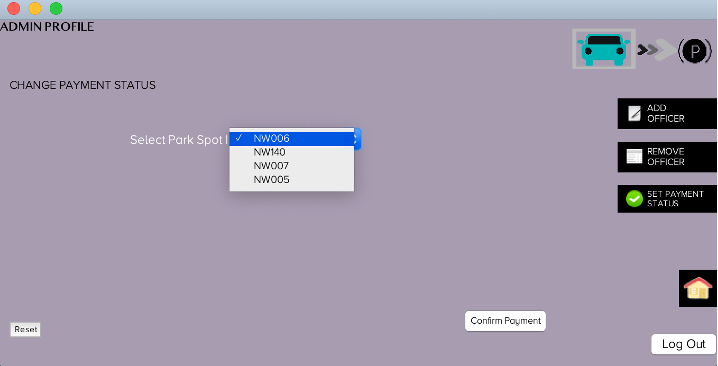 ADMIN PROFILE
P
CHANGE PAYMENT STATUS
ADD
OFFICER
Select Park Spot
✓ NW006
NW140
NW007
NW005
REMOVE
OFFICER
SET PAYMENT
STATUS
Confirm Payment
Reset
Log Out